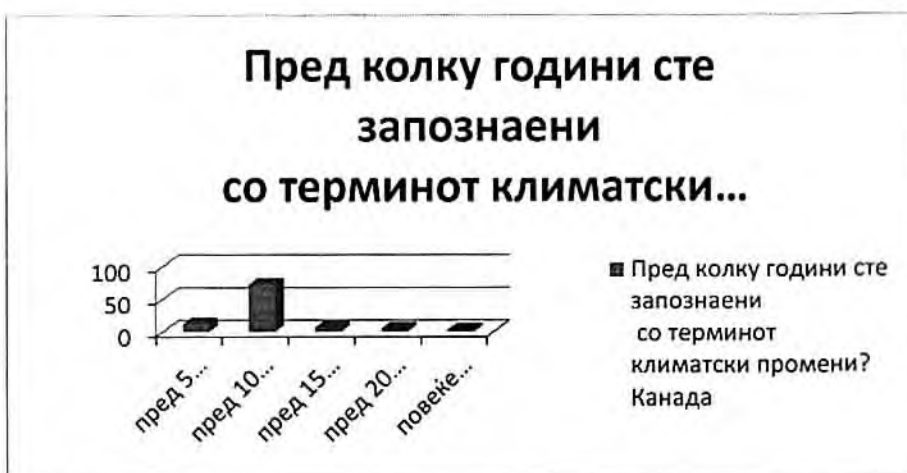 Пред колку години сте
запознаени
со терминот климатски...
100
50
0
пред 5...
пред 10...
пред 15...
пред 20...
повеќе...
Пред колку години сте
запознаени
со терминот
климатски промени?
Канада